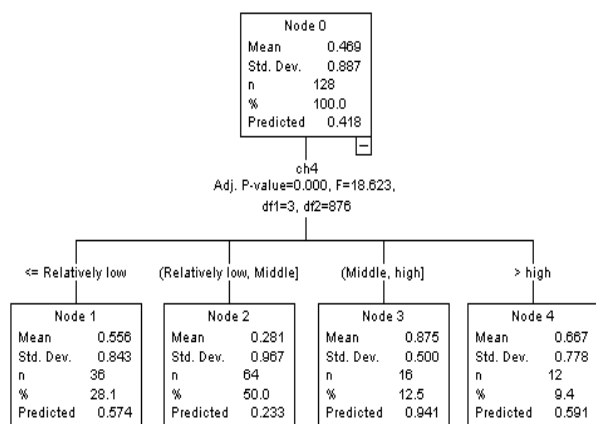 Node 0
Mean 0.469
Std. Dev. 0.887
n 128
% 100.0
Predicted 0.418
ch4
Adj. P-value=0.000, F=18.623,
df1=3, df2=876
<= Relatively low
(Relatively low, Middle]
(Middle, high]
> high
Node 1
Mean 0.556
Std. Dev. 0.843
n 36
% 28.1
Predicted 0.574
Node 2
Mean 0.281
Std. Dev. 0.967
n 64
% 50.0
Predicted 0.233
Node 3
Mean 0.875
Std. Dev. 0.500
n 16
% 12.5
Predicted 0.941
Node 4
Mean 0.667
Std. Dev. 0.778
n 12
% 9.4
Predicted 0.591